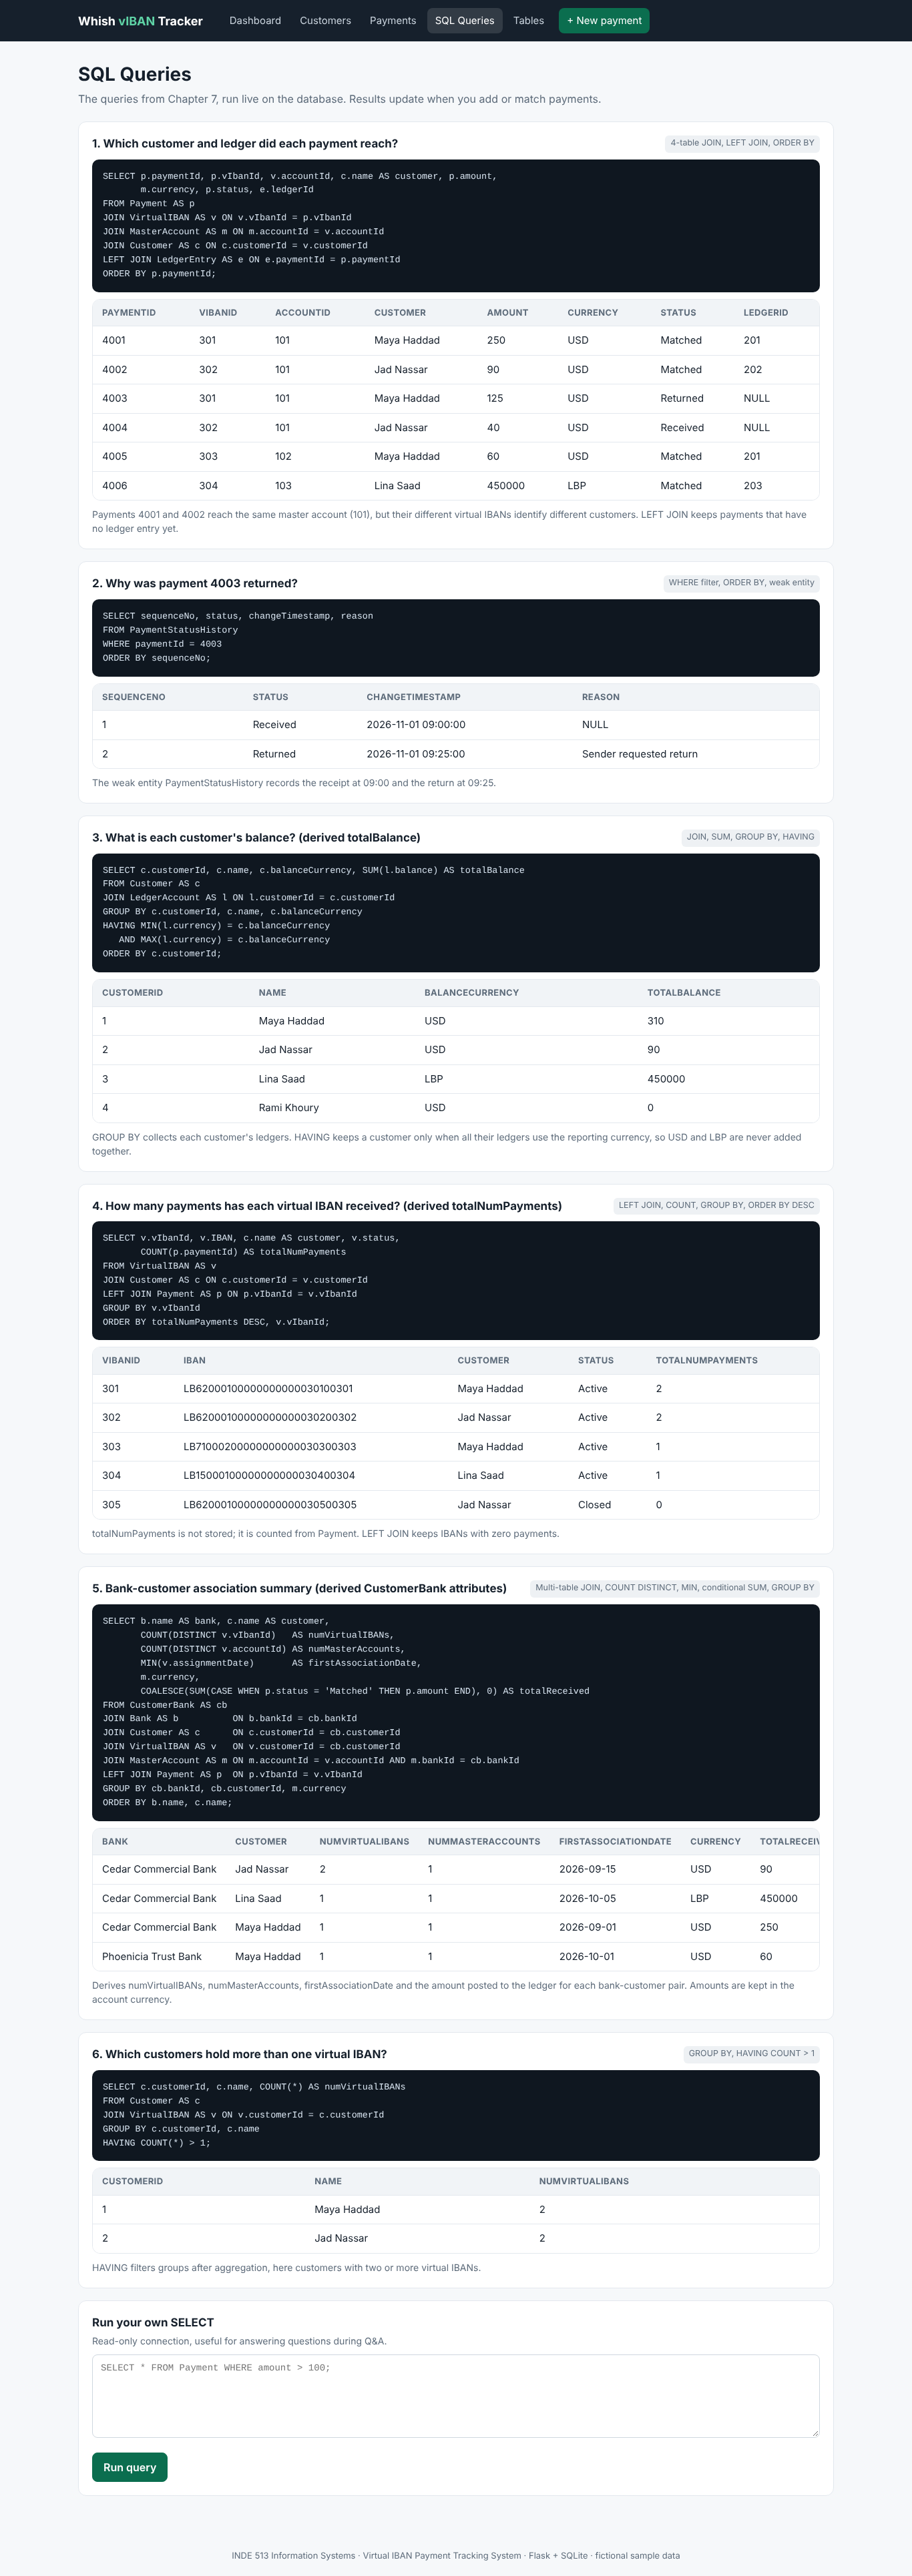 Whish vIBAN Tracker Dashboard Customers Payments SQL Queries Tables + New payment
SQL Queries
The queries from Chapter 7, run live on the database. Results update when you add or match payments.
1. Which customer and ledger did each payment reach? 4-table JOIN, LEFT JOIN, ORDER BY
SELECT p.paymentId, p.vIbanId, v.accountId, c.name AS customer, p.amount,
       m.currency, p.status, e.ledgerId
FROM Payment AS p
JOIN VirtualIBAN AS v ON v.vIbanId = p.vIbanId
JOIN MasterAccount AS m ON m.accountId = v.accountId
JOIN Customer AS c ON c.customerId = v.customerId
LEFT JOIN LedgerEntry AS e ON e.paymentId = p.paymentId
ORDER BY p.paymentId;
PAYMENTID VIBANID ACCOUNTID CUSTOMER AMOUNT CURRENCY STATUS LEDGERID
4001 301 101 Maya Haddad 250 USD Matched 201
4002 302 101 Jad Nassar 90 USD Matched 202
4003 301 101 Maya Haddad 125 USD Returned NULL
4004 302 101 Jad Nassar 40 USD Received NULL
4005 303 102 Maya Haddad 60 USD Matched 201
4006 304 103 Lina Saad 450000 LBP Matched 203
Payments 4001 and 4002 reach the same master account (101), but their different virtual IBANs identify different customers. LEFT JOIN keeps payments that have
no ledger entry yet.
2. Why was payment 4003 returned? WHERE filter, ORDER BY, weak entity
SELECT sequenceNo, status, changeTimestamp, reason
FROM PaymentStatusHistory
WHERE paymentId = 4003
ORDER BY sequenceNo;
SEQUENCENO STATUS CHANGETIMESTAMP REASON
1 Received 2026-11-01 09:00:00 NULL
2 Returned 2026-11-01 09:25:00 Sender requested return
The weak entity PaymentStatusHistory records the receipt at 09:00 and the return at 09:25.
3. What is each customer's balance? (derived totalBalance) JOIN, SUM, GROUP BY, HAVING
SELECT c.customerId, c.name, c.balanceCurrency, SUM(l.balance) AS totalBalance
FROM Customer AS c
JOIN LedgerAccount AS l ON l.customerId = c.customerId
GROUP BY c.customerId, c.name, c.balanceCurrency
HAVING MIN(l.currency) = c.balanceCurrency
   AND MAX(l.currency) = c.balanceCurrency
ORDER BY c.customerId;
CUSTOMERID NAME BALANCECURRENCY TOTALBALANCE
1 Maya Haddad USD 310
2 Jad Nassar USD 90
3 Lina Saad LBP 450000
4 Rami Khoury USD 0
GROUP BY collects each customer's ledgers. HAVING keeps a customer only when all their ledgers use the reporting currency, so USD and LBP are never added
together.
4. How many payments has each virtual IBAN received? (derived totalNumPayments) LEFT JOIN, COUNT, GROUP BY, ORDER BY DESC
SELECT v.vIbanId, v.IBAN, c.name AS customer, v.status,
       COUNT(p.paymentId) AS totalNumPayments
FROM VirtualIBAN AS v
JOIN Customer AS c ON c.customerId = v.customerId
LEFT JOIN Payment AS p ON p.vIbanId = v.vIbanId
GROUP BY v.vIbanId
ORDER BY totalNumPayments DESC, v.vIbanId;
VIBANID IBAN CUSTOMER STATUS TOTALNUMPAYMENTS
301 LB62000100000000000030100301 Maya Haddad Active 2
302 LB62000100000000000030200302 Jad Nassar Active 2
303 LB71000200000000000030300303 Maya Haddad Active 1
304 LB15000100000000000030400304 Lina Saad Active 1
305 LB62000100000000000030500305 Jad Nassar Closed 0
totalNumPayments is not stored; it is counted from Payment. LEFT JOIN keeps IBANs with zero payments.
5. Bank-customer association summary (derived CustomerBank attributes) Multi-table JOIN, COUNT DISTINCT, MIN, conditional SUM, GROUP BY
SELECT b.name AS bank, c.name AS customer,
       COUNT(DISTINCT v.vIbanId)   AS numVirtualIBANs,
       COUNT(DISTINCT v.accountId) AS numMasterAccounts,
       MIN(v.assignmentDate)       AS firstAssociationDate,
       m.currency,
       COALESCE(SUM(CASE WHEN p.status = 'Matched' THEN p.amount END), 0) AS totalReceived
FROM CustomerBank AS cb
JOIN Bank AS b          ON b.bankId = cb.bankId
JOIN Customer AS c      ON c.customerId = cb.customerId
JOIN VirtualIBAN AS v   ON v.customerId = cb.customerId
JOIN MasterAccount AS m ON m.accountId = v.accountId AND m.bankId = cb.bankId
LEFT JOIN Payment AS p  ON p.vIbanId = v.vIbanId
GROUP BY cb.bankId, cb.customerId, m.currency
ORDER BY b.name, c.name;
BANK CUSTOMER NUMVIRTUALIBANS NUMMASTERACCOUNTS FIRSTASSOCIATIONDATE CURRENCY TOTALRECEIV
Cedar Commercial Bank Jad Nassar 2 1 2026-09-15 USD 90
Cedar Commercial Bank Lina Saad 1 1 2026-10-05 LBP 450000
Cedar Commercial Bank Maya Haddad 1 1 2026-09-01 USD 250
Phoenicia Trust Bank Maya Haddad 1 1 2026-10-01 USD 60
Derives numVirtualIBANs, numMasterAccounts, firstAssociationDate and the amount posted to the ledger for each bank-customer pair. Amounts are kept in the
account currency.
6. Which customers hold more than one virtual IBAN? GROUP BY, HAVING COUNT > 1
SELECT c.customerId, c.name, COUNT(*) AS numVirtualIBANs
FROM Customer AS c
JOIN VirtualIBAN AS v ON v.customerId = c.customerId
GROUP BY c.customerId, c.name
HAVING COUNT(*) > 1;
CUSTOMERID NAME NUMVIRTUALIBANS
1 Maya Haddad 2
2 Jad Nassar 2
HAVING filters groups after aggregation, here customers with two or more virtual IBANs.
Run your own SELECT
Read-only connection, useful for answering questions during Q&A.
SELECT * FROM Payment WHERE amount > 100;
Run query
INDE 513 Information Systems · Virtual IBAN Payment Tracking System · Flask + SQLite · fictional sample data